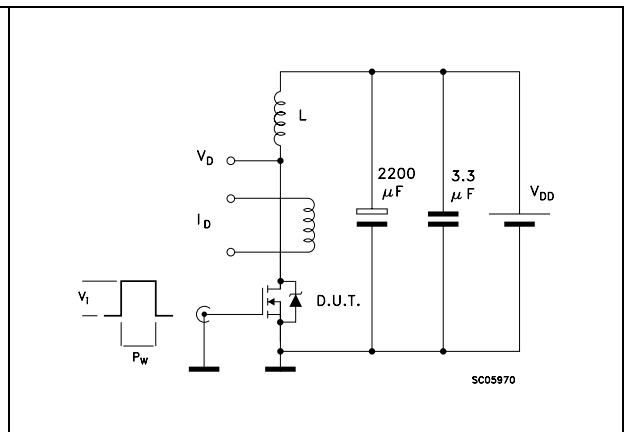 L
V_D
2200
μF
3.3
μF
V_DD
I_D
V_I
D.U.T.
P_W
SC05970